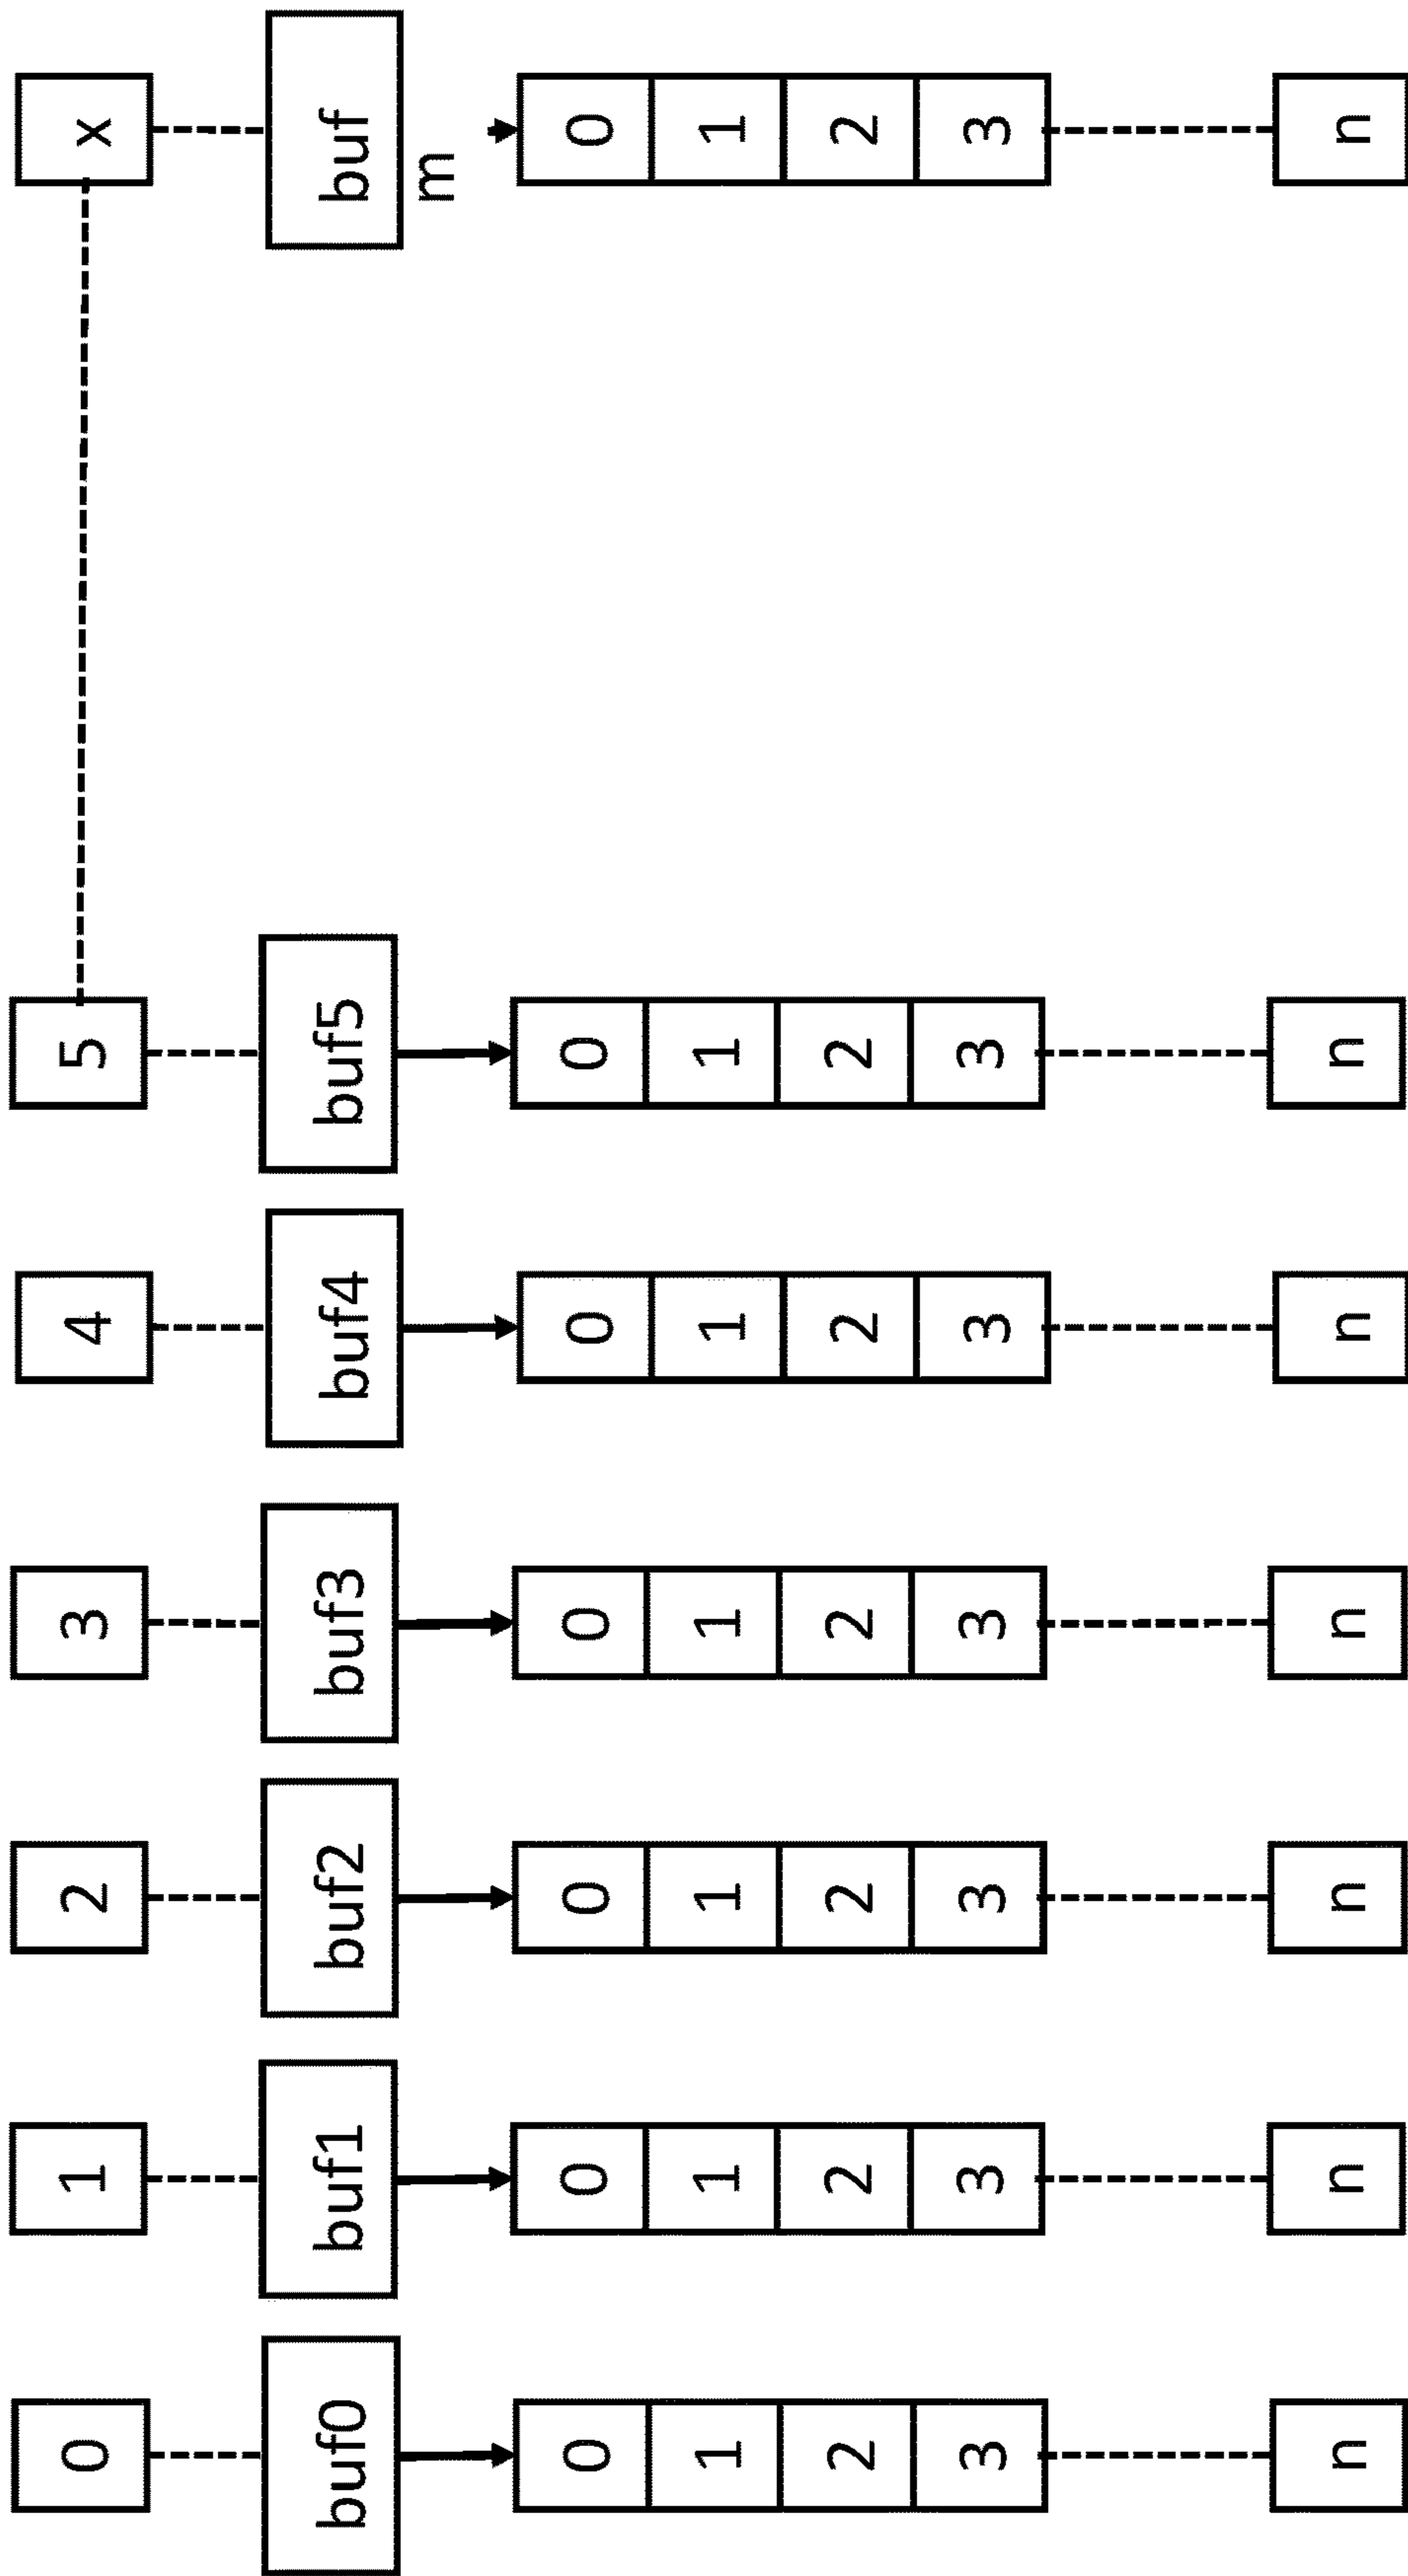 0 1 2 3 4 5 x
buf0 buf1 buf2 buf3 buf4 buf5 buf
m
0 0 0 0 0 0 0
1 1 1 1 1 1 1
2 2 2 2 2 2 2
3 3 3 3 3 3 3
n n n n n n n